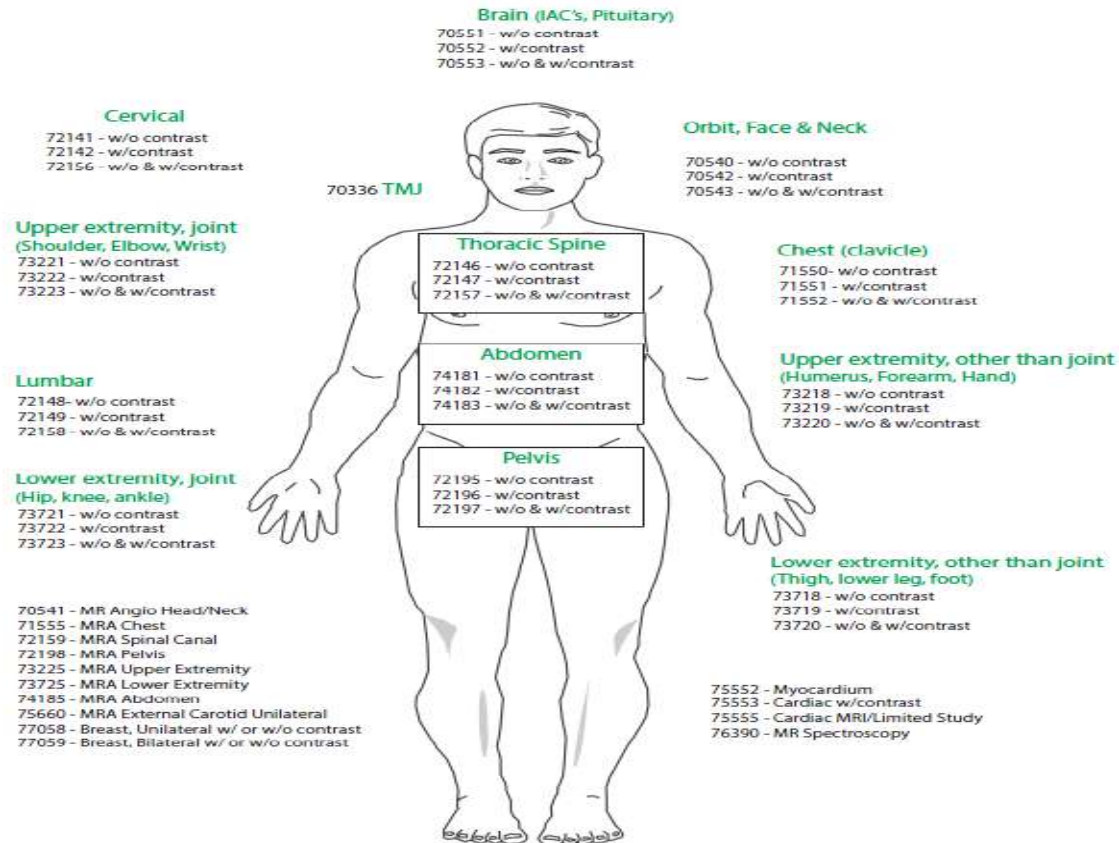 Brain (IAC's, Pituitary)
70551 - w/o contrast
70552 - w/contrast
70553 - w/o & w/contrast
Cervical
72141 - w/o contrast
72142 - w/contrast
72156 - w/o & w/contrast
Orbit, Face & Neck
70540 - w/o contrast
70542 - w/contrast
70543 - w/o & w/contrast
70336 TMJ
Upper extremity, joint
(Shoulder, Elbow, Wrist)
73221 - w/o contrast
73222 - w/contrast
73223 - w/o & w/contrast
Thoracic Spine
72146 - w/o contrast
72147 - w/contrast
72157 - w/o & w/contrast
Chest (clavicle)
71550- w/o contrast
71551 - w/contrast
71552 - w/o & w/contrast
Lumbar
72148- w/o contrast
72149 - w/contrast
72158 - w/o & w/contrast
Abdomen
74181 - w/o contrast
74182 - w/contrast
74183 - w/o & w/contrast
Upper extremity, other than joint
(Humerus, Forearm, Hand)
73218 - w/o contrast
73219 - w/contrast
73220 - w/o & w/contrast
Lower extremity, joint
(Hip, knee, ankle)
73721 - w/o contrast
73722 - w/contrast
73723 - w/o & w/contrast
Pelvis
72195 - w/o contrast
72196 - w/contrast
72197 - w/o & w/contrast
Lower extremity, other than joint
(Thigh, lower leg, foot)
73718 - w/o contrast
73719 - w/contrast
73720 - w/o & w/contrast
70541 - MR Angio Head/Neck
71555 - MRA Chest
72159 - MRA Spinal Canal
72198 - MRA Pelvis
73225 - MRA Upper Extremity
73725 - MRA Lower Extremity
74185 - MRA Abdomen
75660 - MRA External Carotid Unilateral
77058 - Breast, Unilateral w/ or w/o contrast
77059 - Breast, Bilateral w/ or w/o contrast
75552 - Myocardium
75553 - Cardiac w/contrast
75555 - Cardiac MRI/Limited Study
76390 - MR Spectroscopy